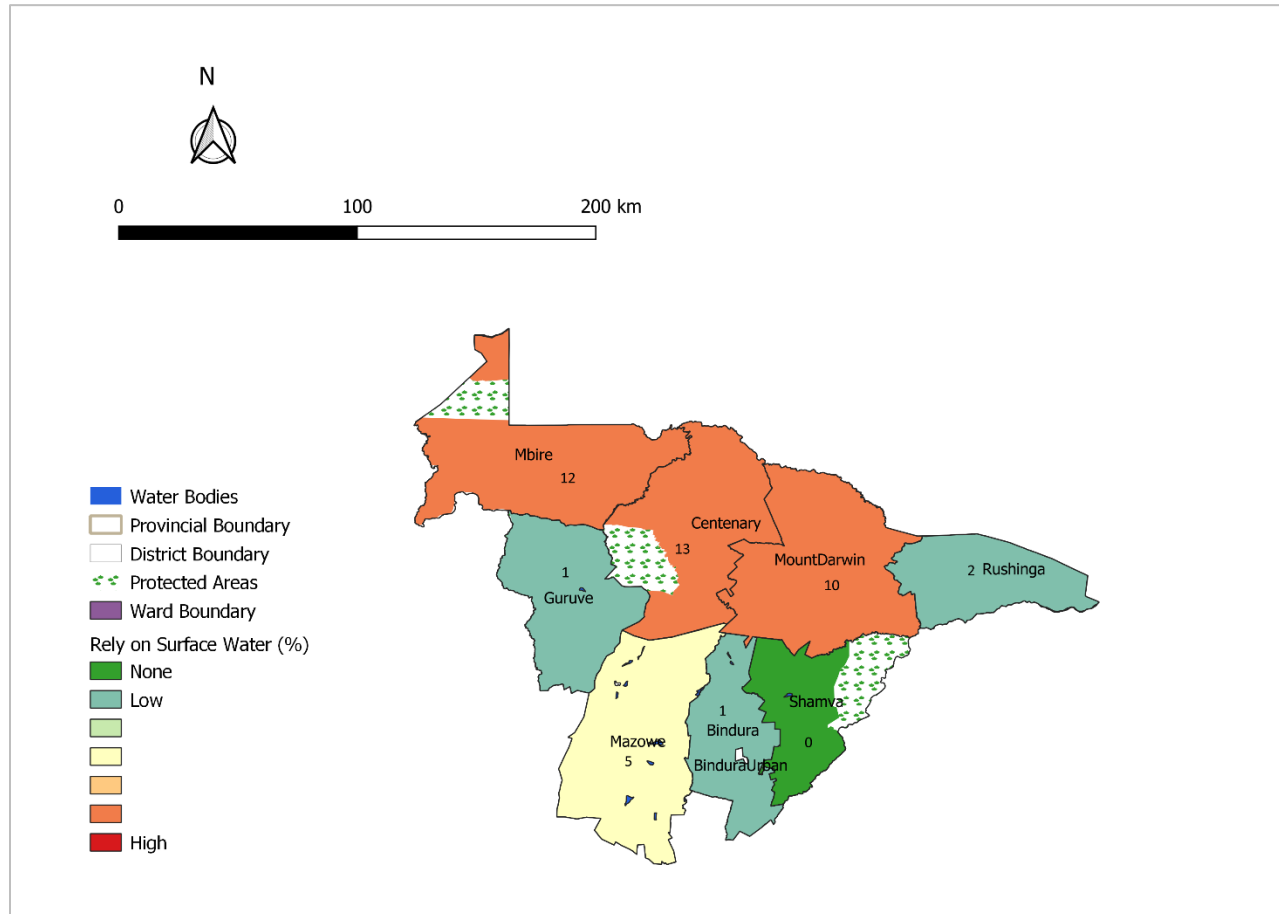 N
0 100 200 km
Mbire
12
Centenary
13
MountDarwin
10
2 Rushinga
1
Guruve
Shamva
0
1
Bindura
BinduraUrban
Mazowe
5
Water Bodies
Provincial Boundary
District Boundary
Protected Areas
Ward Boundary
Rely on Surface Water (%)
None
Low
High